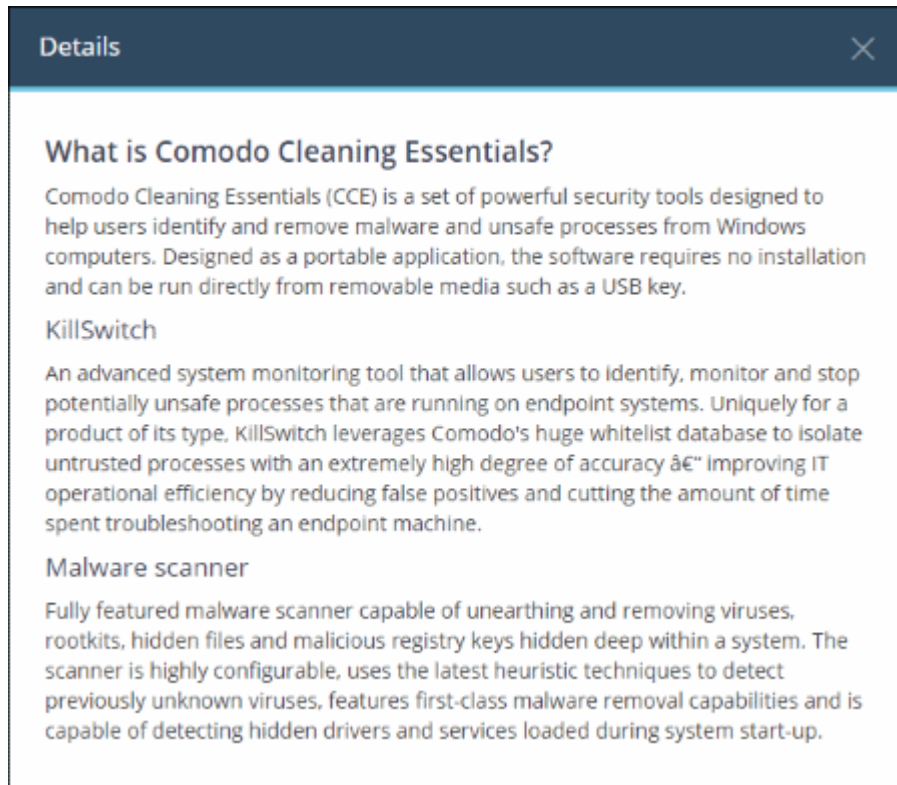 Details
What is Comodo Cleaning Essentials?
Comodo Cleaning Essentials (CCE) is a set of powerful security tools designed to
help users identify and remove malware and unsafe processes from Windows
computers. Designed as a portable application, the software requires no installation
and can be run directly from removable media such as a USB key.
KillSwitch
An advanced system monitoring tool that allows users to identify, monitor and stop
potentially unsafe processes that are running on endpoint systems. Uniquely for a
product of its type, KillSwitch leverages Comodo's huge whitelist database to isolate
untrusted processes with an extremely high degree of accuracy â€“ improving IT
operational efficiency by reducing false positives and cutting the amount of time
spent troubleshooting an endpoint machine.
Malware scanner
Fully featured malware scanner capable of unearthing and removing viruses,
rootkits, hidden files and malicious registry keys hidden deep within a system. The
scanner is highly configurable, uses the latest heuristic techniques to detect
previously unknown viruses, features first-class malware removal capabilities and is
capable of detecting hidden drivers and services loaded during system start-up.